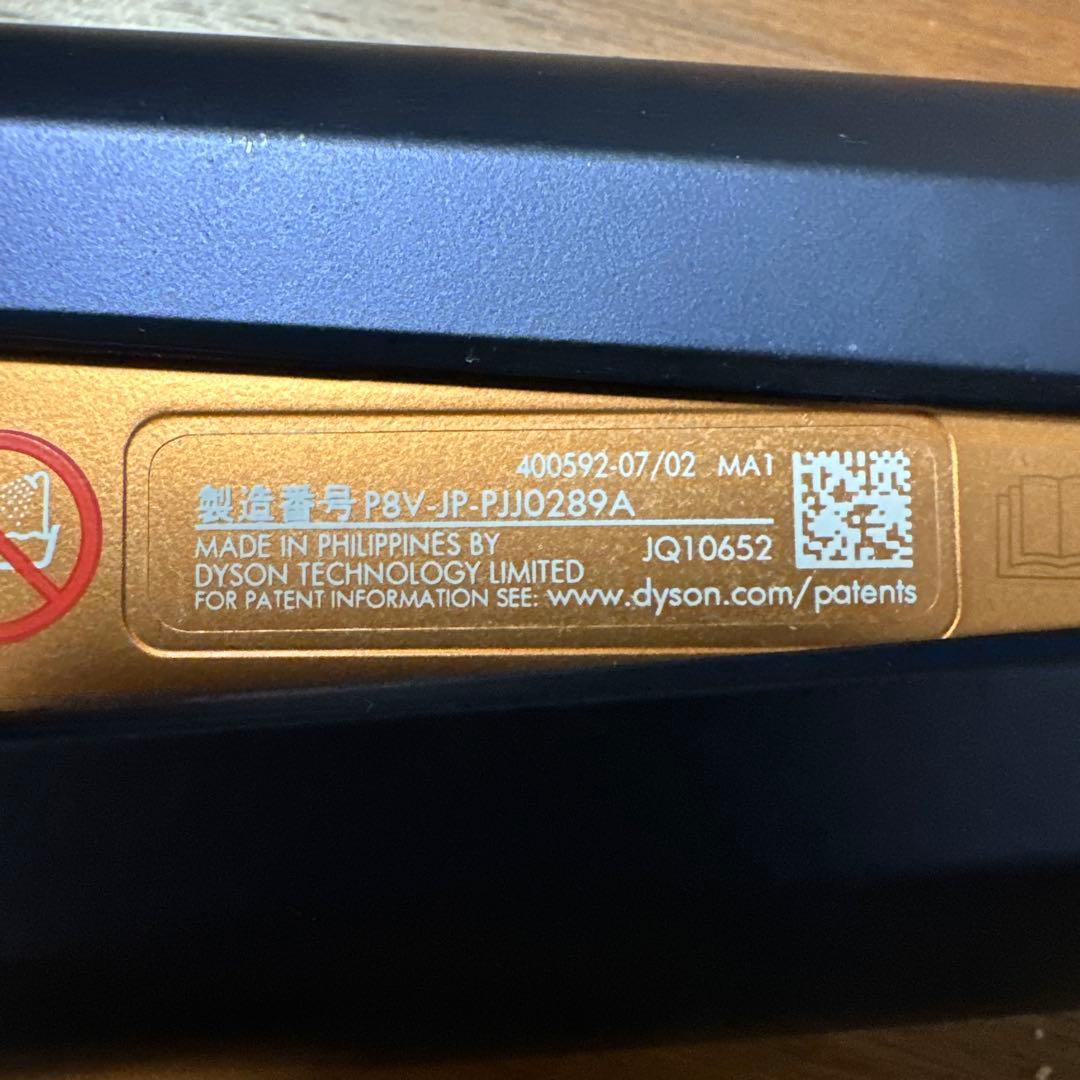 400592-07/02 MA1
製造番号 P8V-JP-PJJ0289A
MADE IN PHILIPPINES BY JQ10652
DYSON TECHNOLOGY LIMITED
FOR PATENT INFORMATION SEE: www.dyson.com/patents